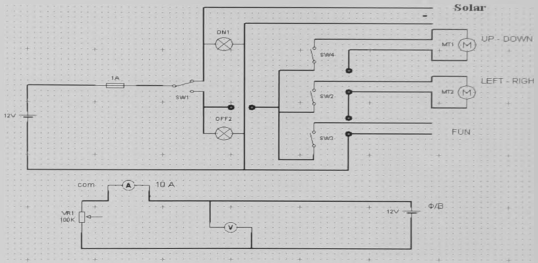 Solar
-
ON1
UP - DOWN
MT1
SW4
1A
LEFT - RIGH
SW1
SW2
MT2
12V
OFF2
FUN
SW3
com
A
10 A
VR1
100K
V
12V
Φ/B
M
M